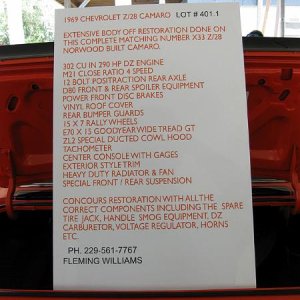 1969 CHEVROLET Z/28 CAMARO LOT # 401.1
EXTENSIVE BODY OFF RESTORATION DONE ON
THIS COMPLETE MATCHING NUMBER X33 Z/28
NORWOOD BUILT CAMARO.
302 CU IN 290 HP DZ ENGINE
M21 CLOSE RATIO 4 SPEED
12 BOLT POSITRACTION REAR AXLE
D80 FRONT & REAR SPOILER EQUIPMENT
POWER FRONT DISC BRAKES
VINYL ROOF COVER
REAR BUMPER GUARDS
15 X 7 RALLY WHEELS
E70 X 15 GOODYEAR WIDE TREAD GT
ZL2 SPECIAL DUCTED COWL HOOD
TACHOMETER
CENTER CONSOLE WITH GAGES
EXTERIOR STYLE TRIM
HEAVY DUTY RADIATOR & FAN
SPECIAL FRONT / REAR SUSPENSION
CONCOURS RESTORATION WITH ALL THE
CORRECT COMPONENTS INCLUDING THE SPARE
TIRE JACK, HANDLE SMOG EQUIPMENT, DZ
CARBURETOR, VOLTAGE REGULATOR, HORNS
ETC.
PH. 229-561-7767
FLEMING WILLIAMS